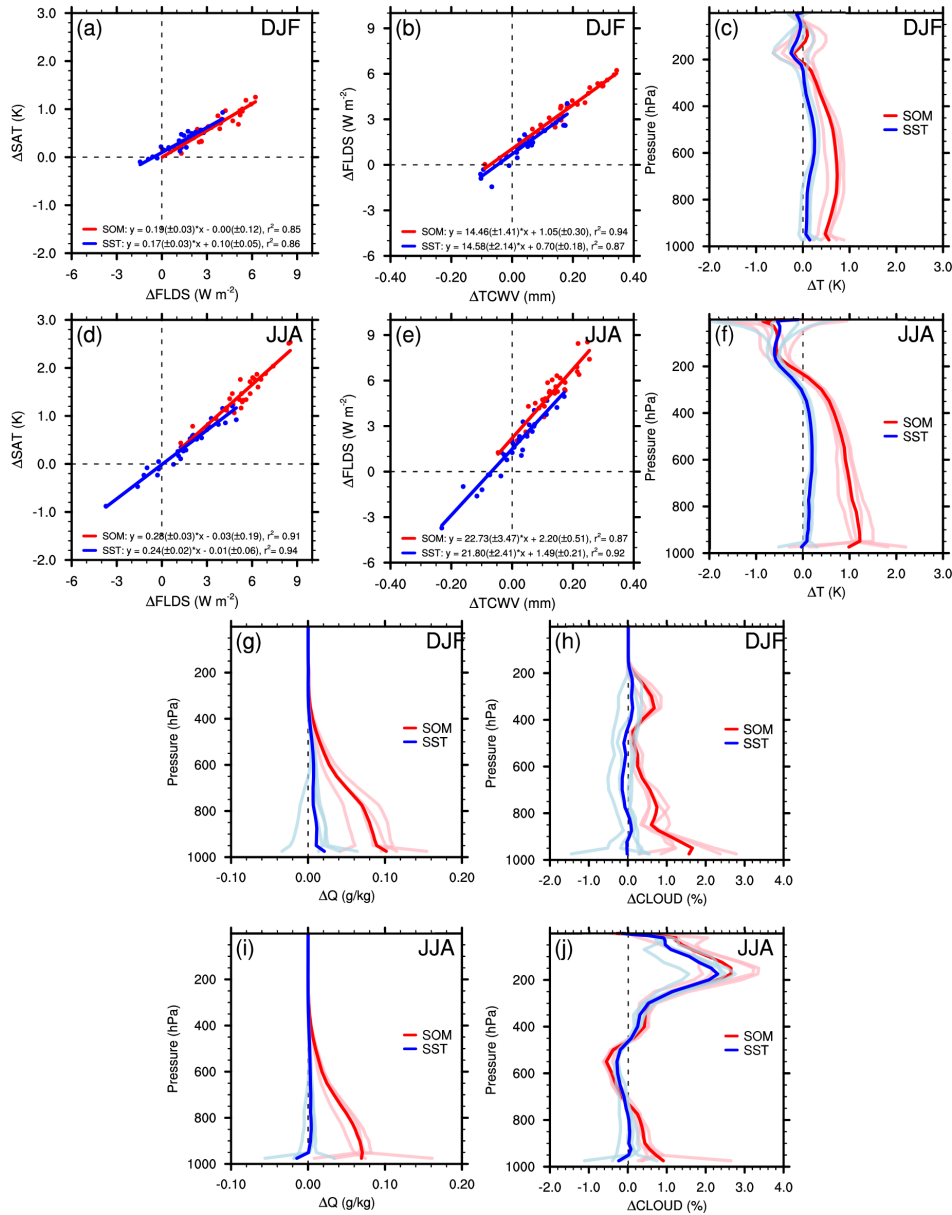 (a) DJF
3.0
2.0
1.0
0.0
-1.0
-2.0
ΔSAT (K)
SOM: y = 0.19(±0.03)*x - 0.00(±0.12), r² = 0.85
SST: y = 0.17(±0.03)*x + 0.10(±0.05), r² = 0.86
-6 -3 0 3 6 9
ΔFLDS (W m⁻²)
(b) DJF
9
6
3
0
-3
-6
ΔFLDS (W m⁻²)
SOM: y = 14.46(±1.41)*x + 1.05(±0.30), r² = 0.94
SST: y = 14.58(±2.14)*x + 0.70(±0.18), r² = 0.87
-0.40 -0.20 0.00 0.20 0.40
ΔTCWV (mm)
(c) DJF
200
400
600
800
1000
Pressure (hPa)
SOM
SST
-2.0 -1.0 0.0 1.0 2.0 3.0
ΔT (K)
(d) JJA
3.0
2.0
1.0
0.0
-1.0
-2.0
ΔSAT (K)
SOM: y = 0.28(±0.03)*x - 0.03(±0.19), r² = 0.91
SST: y = 0.24(±0.02)*x - 0.01(±0.06), r² = 0.94
-6 -3 0 3 6 9
ΔFLDS (W m⁻²)
(e) JJA
9
6
3
0
-3
-6
ΔFLDS (W m⁻²)
SOM: y = 22.73(±3.47)*x + 2.20(±0.51), r² = 0.87
SST: y = 21.80(±2.41)*x + 1.49(±0.21), r² = 0.92
-0.40 -0.20 0.00 0.20 0.40
ΔTCWV (mm)
(f) JJA
200
400
600
800
1000
Pressure (hPa)
SOM
SST
-2.0 -1.0 0.0 1.0 2.0 3.0
ΔT (K)
(g) DJF
200
400
600
800
1000
Pressure (hPa)
SOM
SST
-0.10 0.00 0.10 0.20
ΔQ (g/kg)
(h) DJF
200
400
600
800
1000
Pressure (hPa)
SOM
SST
-2.0 -1.0 0.0 1.0 2.0 3.0 4.0
ΔCLOUD (%)
(i) JJA
200
400
600
800
1000
Pressure (hPa)
SOM
SST
-0.10 0.00 0.10 0.20
ΔQ (g/kg)
(j) JJA
200
400
600
800
1000
Pressure (hPa)
SOM
SST
-2.0 -1.0 0.0 1.0 2.0 3.0 4.0
ΔCLOUD (%)